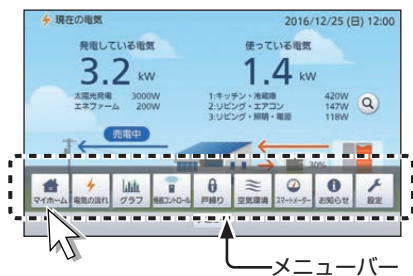 現在の電気
2016/12/25 (日) 12:00
発電している電気
3.2 kW
太陽光発電 3000W
エネファーム 200W
使っている電気
1.4 kW
1:キッチン・冷蔵庫 420W
2:リビング・エアコン 147W
3:リビング・照明・電源 118W
売電中
30%
マイホーム
電気の流れ
グラフ
機器コントロール
戸締り
空気環境
スマートメーター
お知らせ
設定
メニューバー